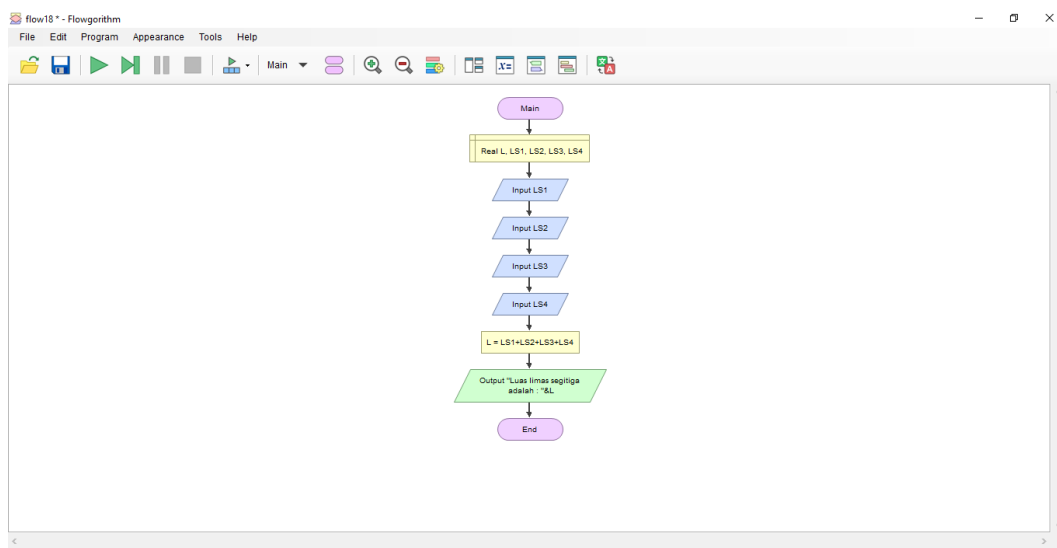 flow18 * - Flowgorithm
File Edit Program Appearance Tools Help
Main
X=
Main
Real L, LS1, LS2, LS3, LS4
Input LS1
Input LS2
Input LS3
Input LS4
L = LS1+LS2+LS3+LS4
Output "Luas limas segitiga
adalah : "&L
End